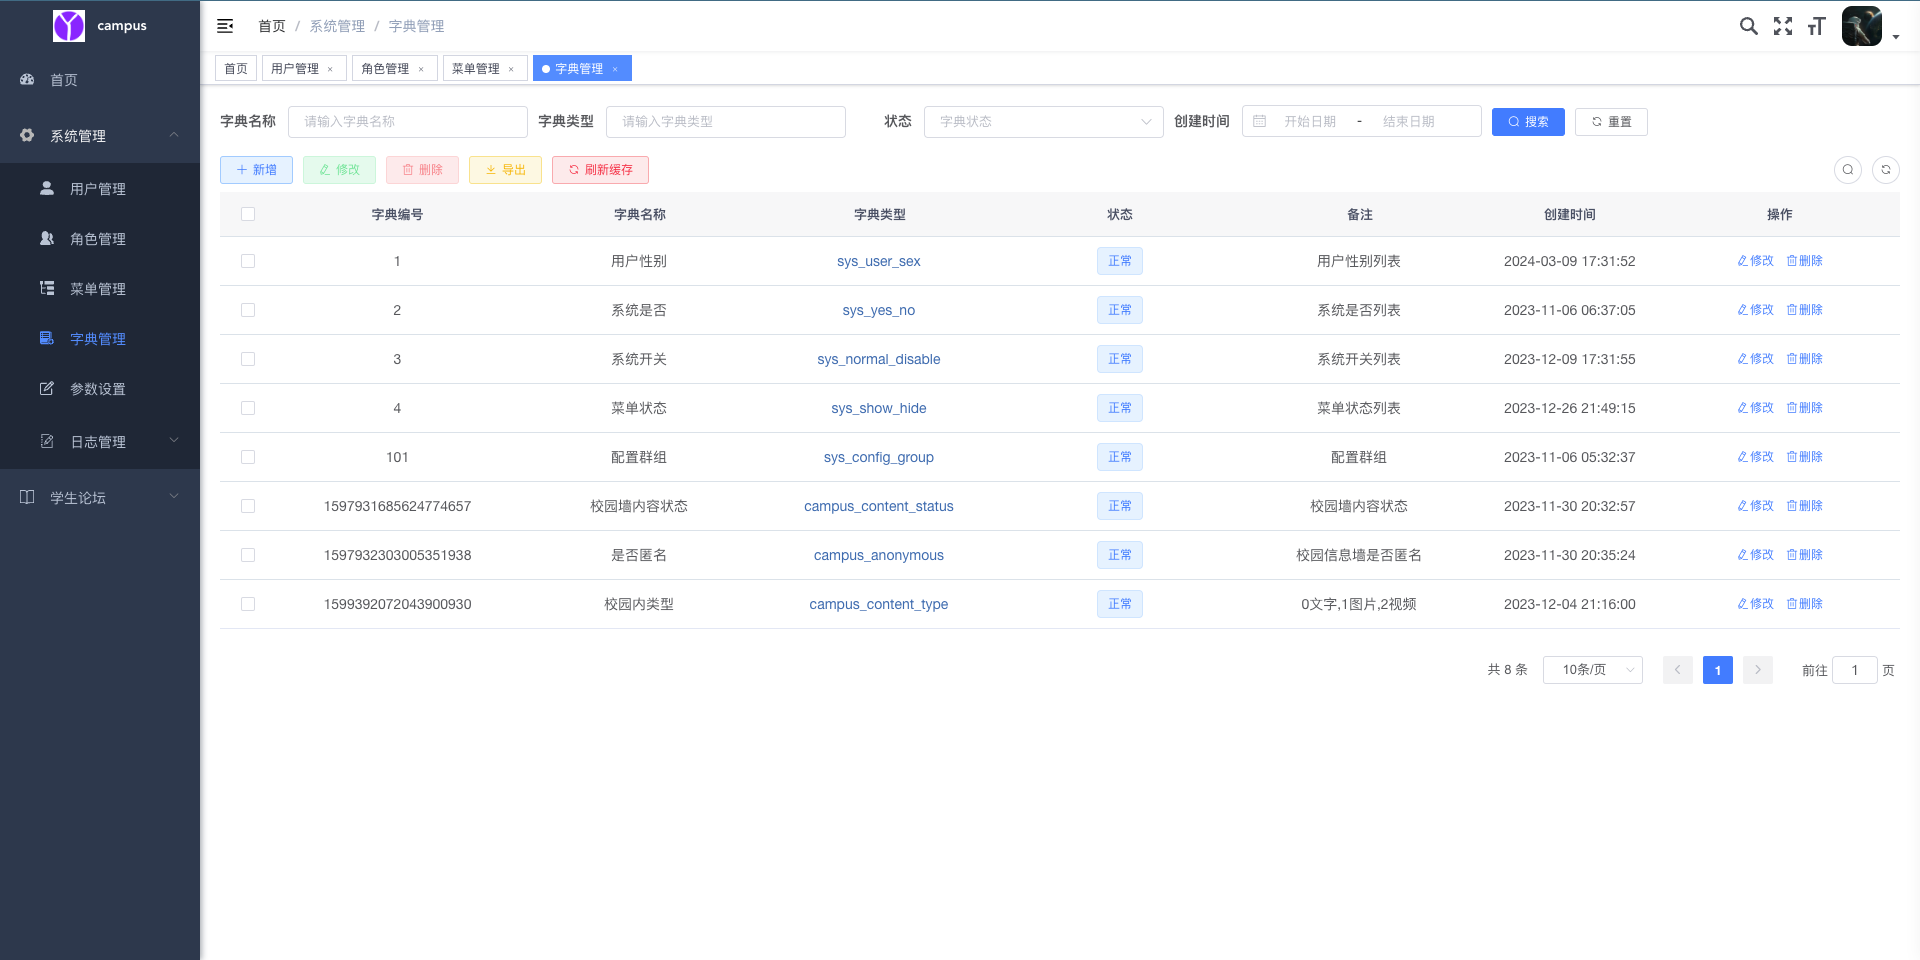 campus
首页
系统管理
用户管理
角色管理
菜单管理
字典管理
参数设置
日志管理
学生论坛
首页 / 系统管理 / 字典管理
首页 用户管理 × 角色管理 × 菜单管理 × 字典管理 ×
字典名称 请输入字典名称 字典类型 请输入字典类型 状态 字典状态 创建时间 开始日期 - 结束日期 搜索 重置
新增 修改 删除 导出 刷新缓存
字典编号 字典名称 字典类型 状态 备注 创建时间 操作
1 用户性别 sys_user_sex 正常 用户性别列表 2024-03-09 17:31:52 修改 删除
2 系统是否 sys_yes_no 正常 系统是否列表 2023-11-06 06:37:05 修改 删除
3 系统开关 sys_normal_disable 正常 系统开关列表 2023-12-09 17:31:55 修改 删除
4 菜单状态 sys_show_hide 正常 菜单状态列表 2023-12-26 21:49:15 修改 删除
101 配置群组 sys_config_group 正常 配置群组 2023-11-06 05:32:37 修改 删除
1597931685624774657 校园墙内容状态 campus_content_status 正常 校园墙内容状态 2023-11-30 20:32:57 修改 删除
1597932303005351938 是否匿名 campus_anonymous 正常 校园信息墙是否匿名 2023-11-30 20:35:24 修改 删除
1599392072043900930 校园内类型 campus_content_type 正常 0文字,1图片,2视频 2023-12-04 21:16:00 修改 删除
共 8 条 10条/页 1 前往 1 页